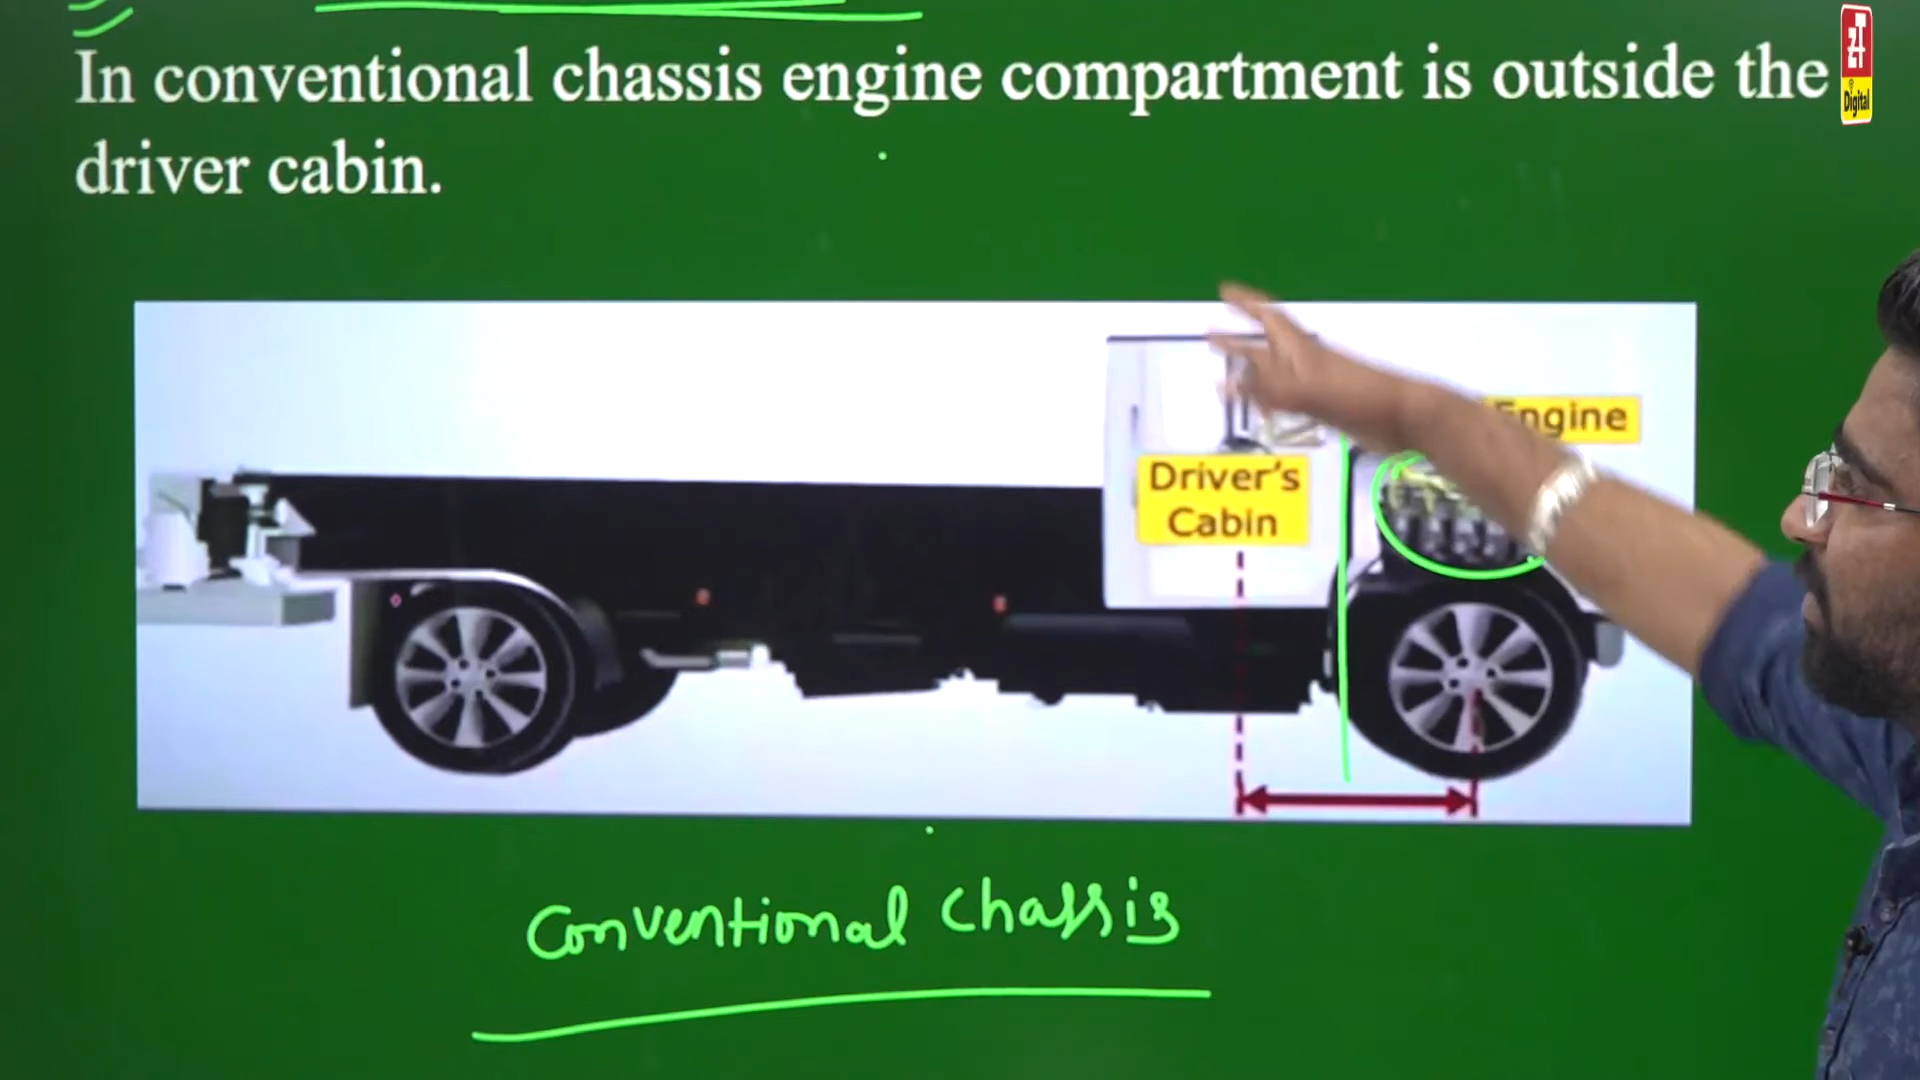 In conventional chassis engine compartment is outside the
driver cabin.
Engine
Driver's
Cabin
Conventional Chassis
Digital